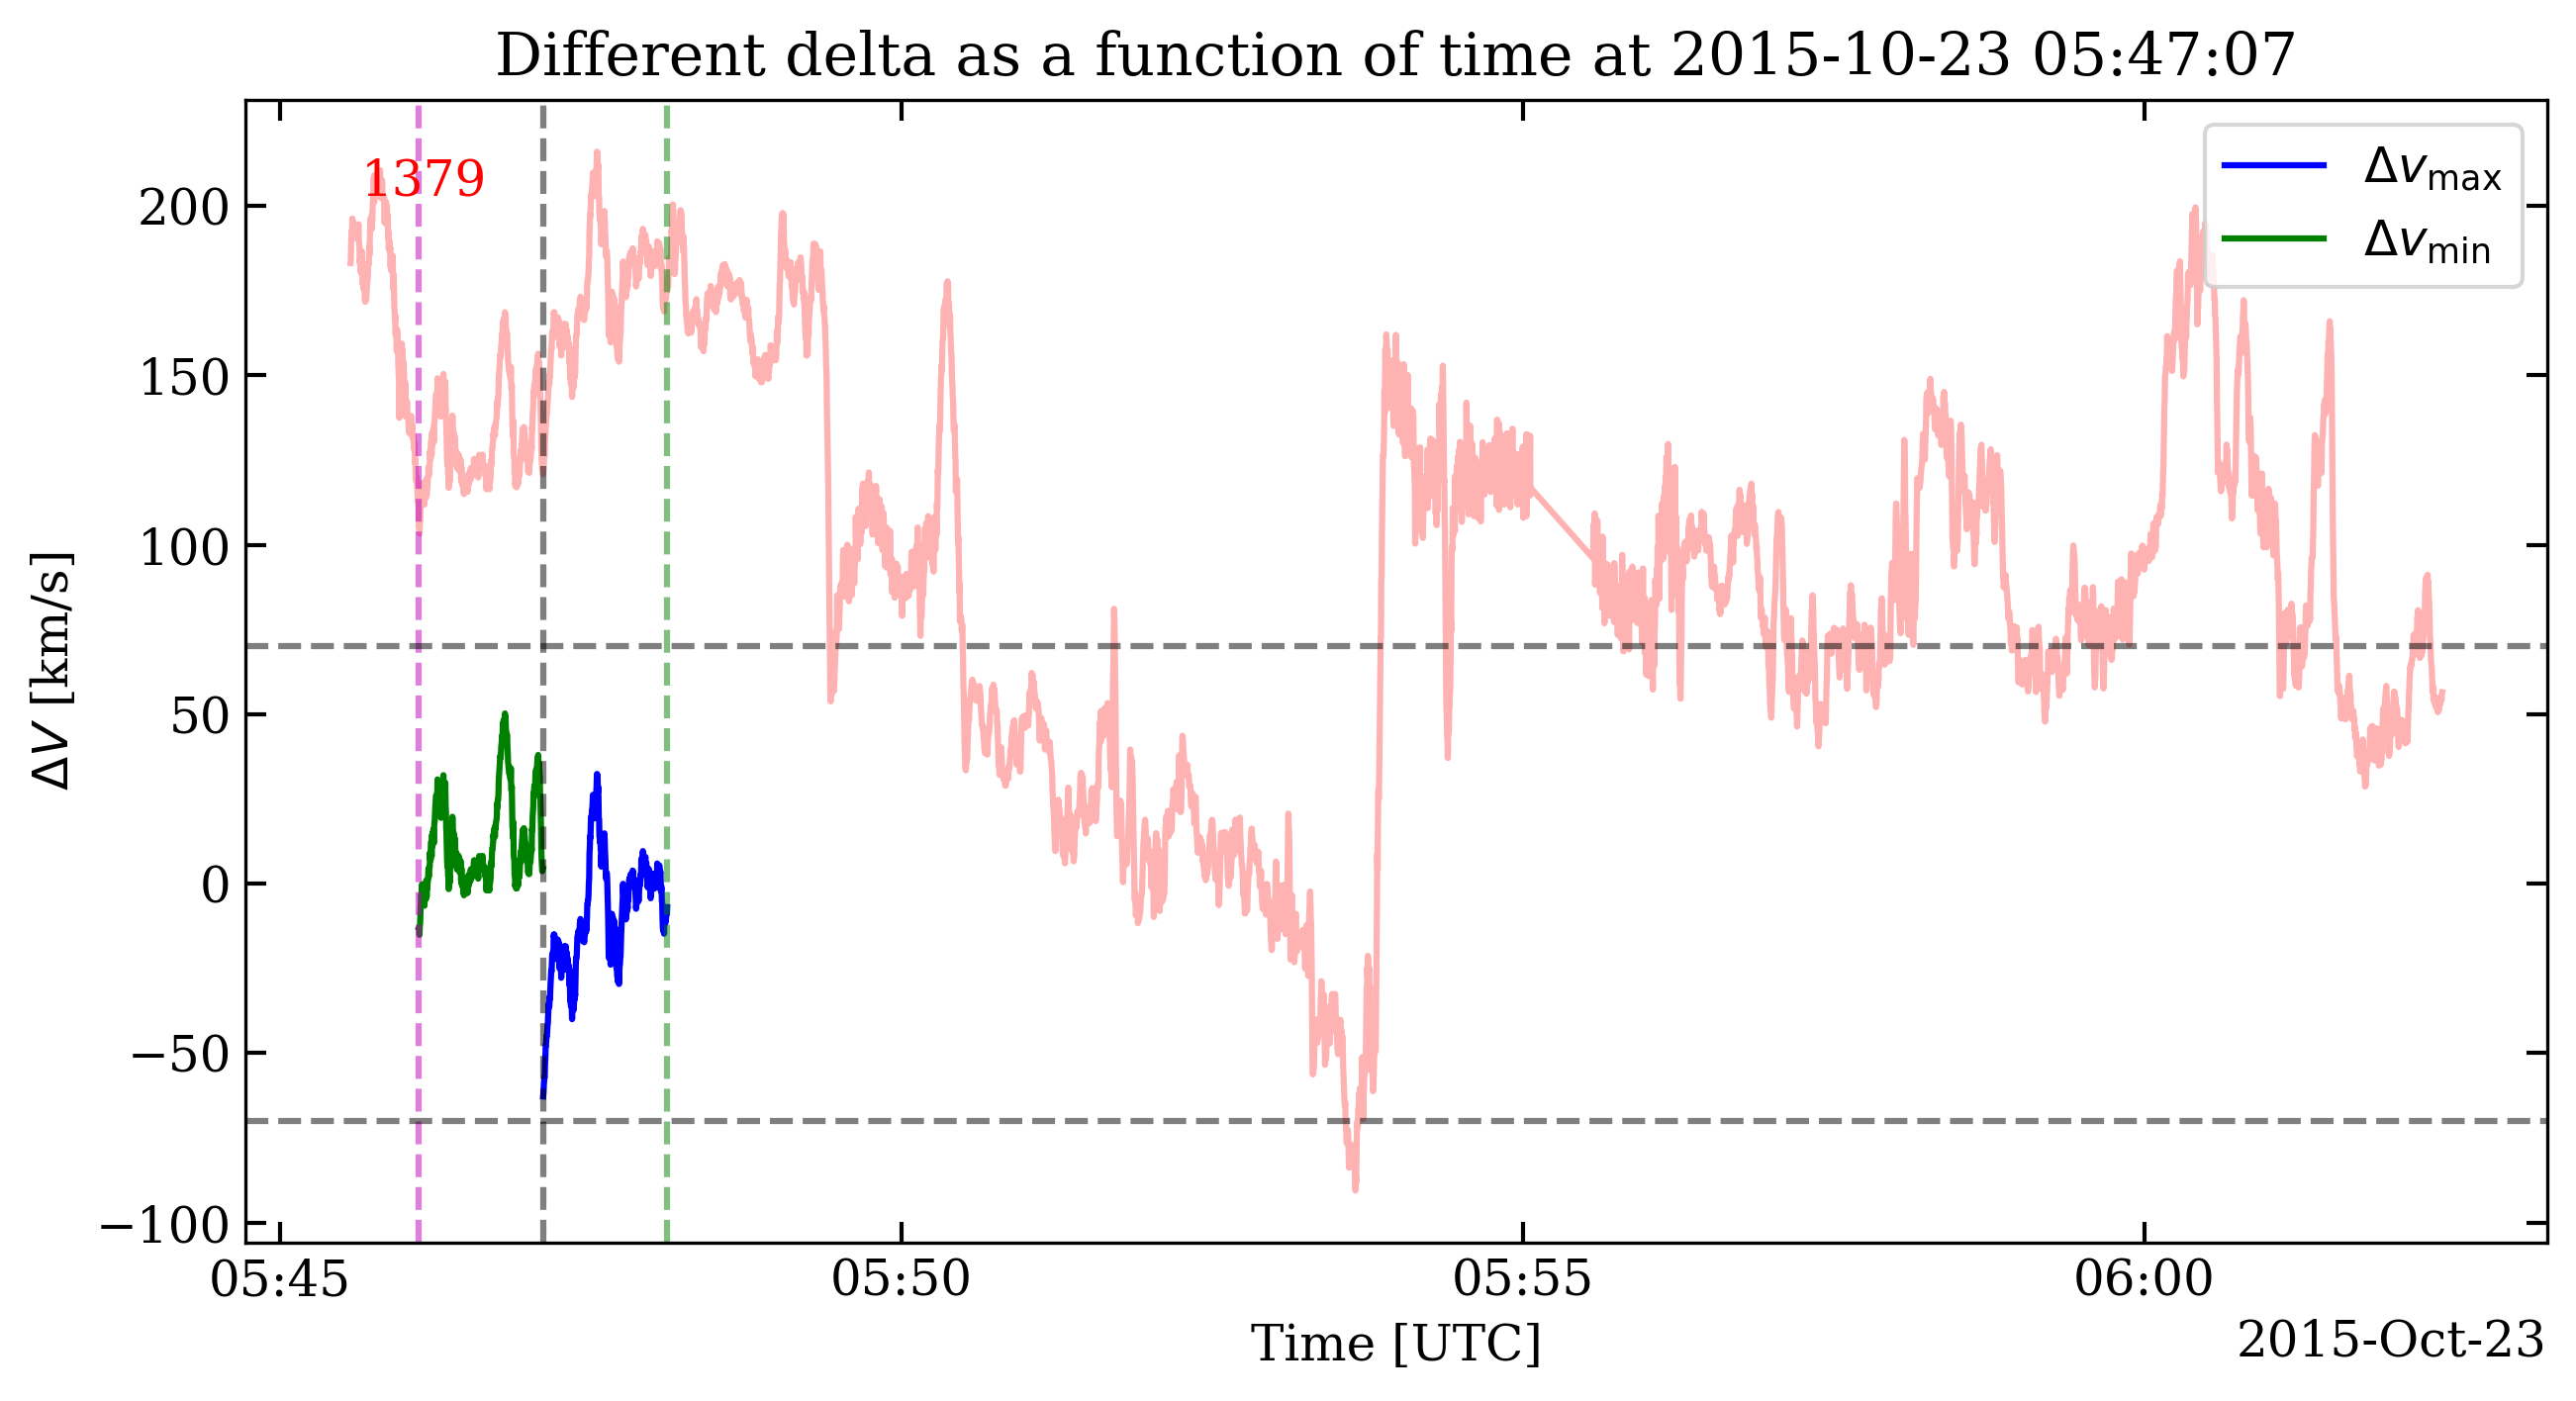 Different delta as a function of time at 2015-10-23 05:47:07
1379
Δv_max
Δv_min
200
150
100
50
0
−50
−100
ΔV [km/s]
05:45 05:50 05:55 06:00
Time [UTC]
2015-Oct-23